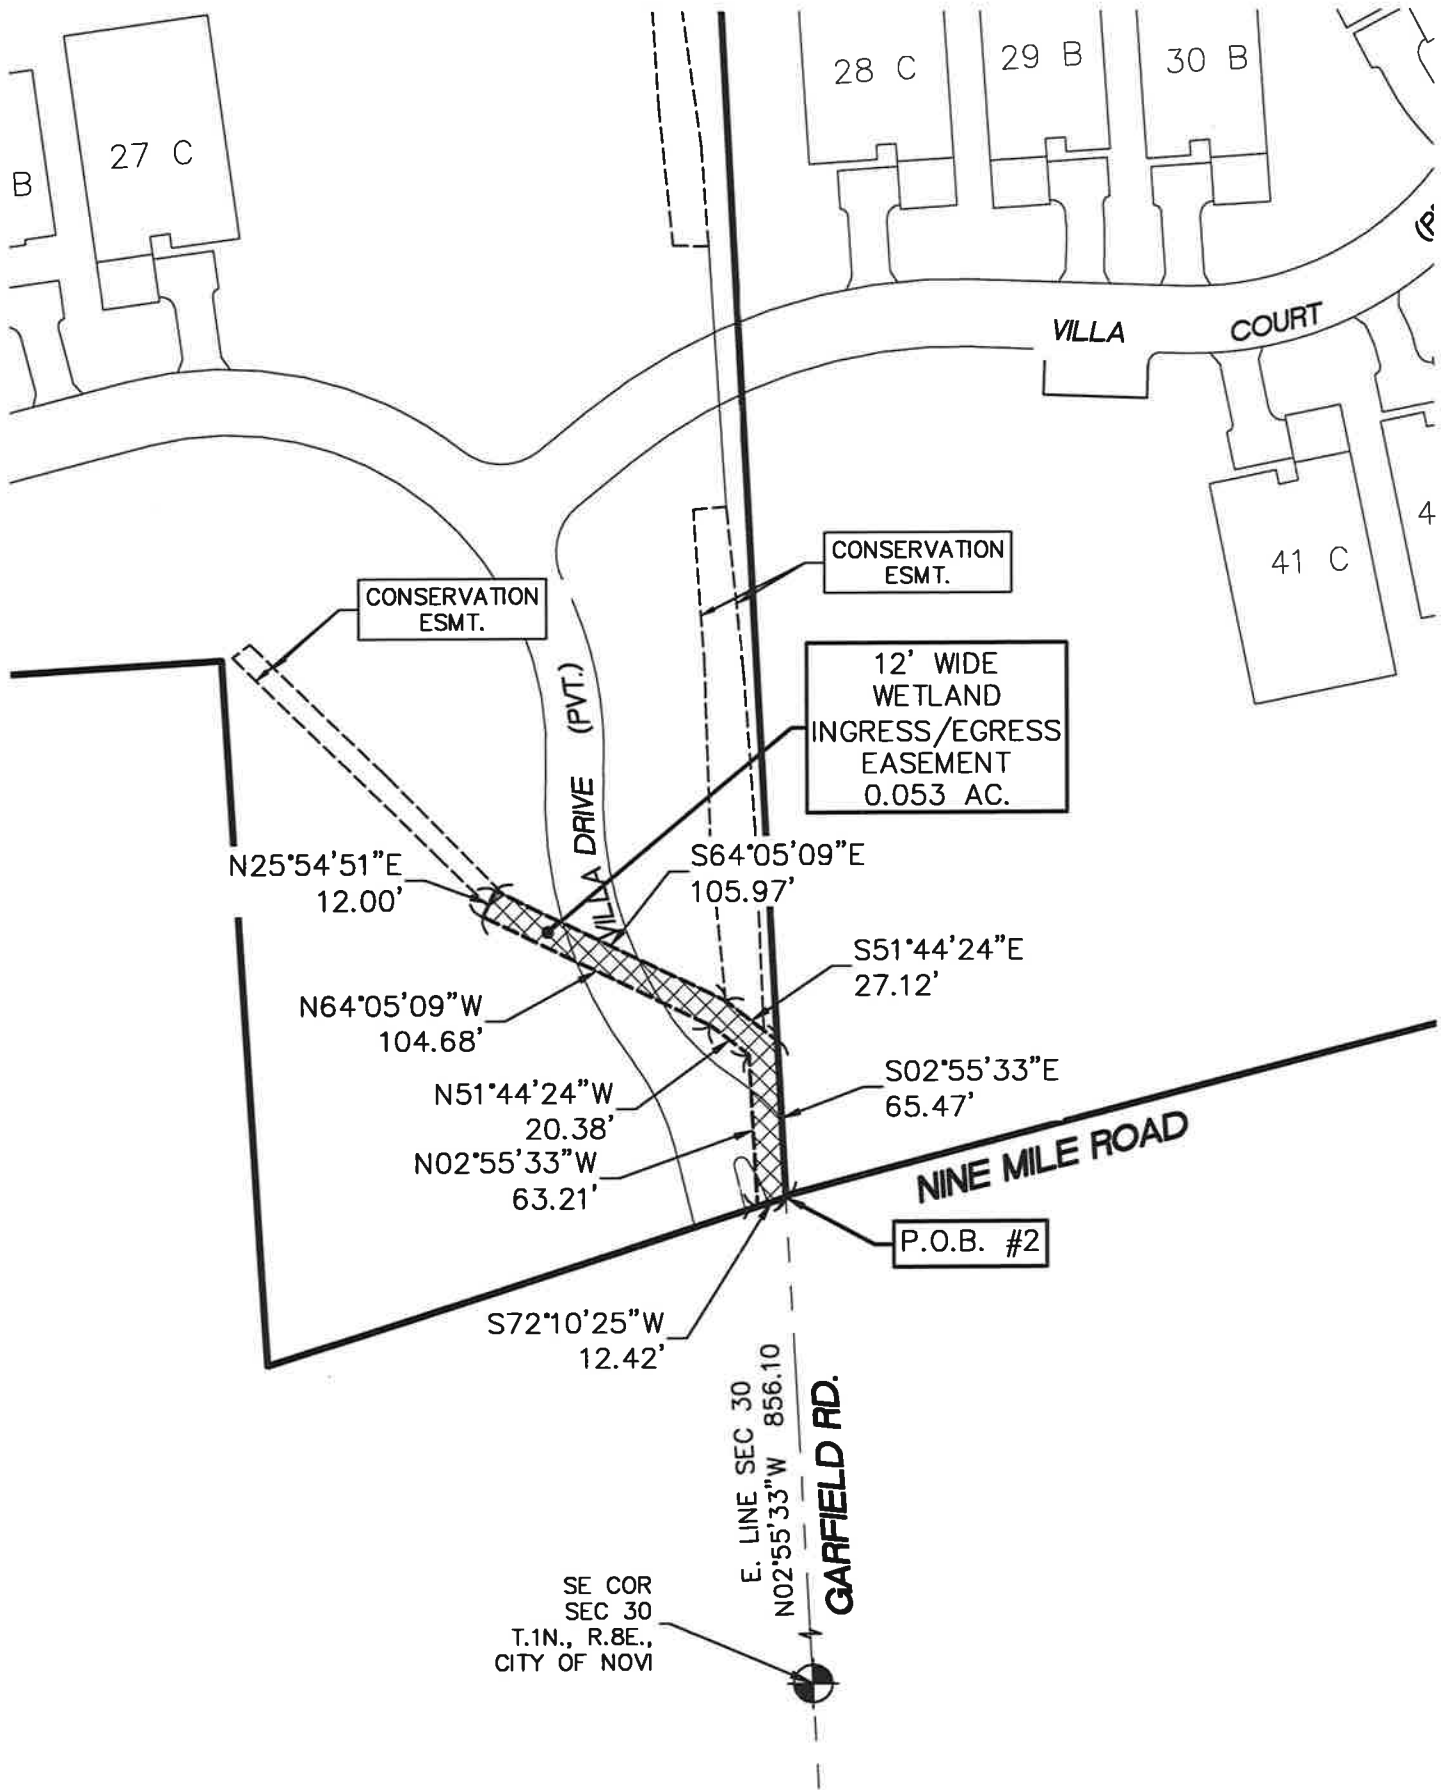 28 C
29 B
30 B
27 C
B
VILLA COURT
41 C
4
CONSERVATION
ESMT.
CONSERVATION
ESMT.
12' WIDE
WETLAND
INGRESS/EGRESS
EASEMENT
0.053 AC.
VILLA DRIVE (PVT.)
N25°54'51"E
12.00'
S64°05'09"E
105.97'
S51°44'24"E
27.12'
N64°05'09"W
104.68'
N51°44'24"W
20.38'
S02°55'33"E
65.47'
N02°55'33"W
63.21'
NINE MILE ROAD
P.O.B. #2
S72°10'25"W
12.42'
E. LINE SEC 30
N02°55'33"W 856.10
GARFIELD RD.
SE COR
SEC 30
T.1N., R.8E.,
CITY OF NOVI